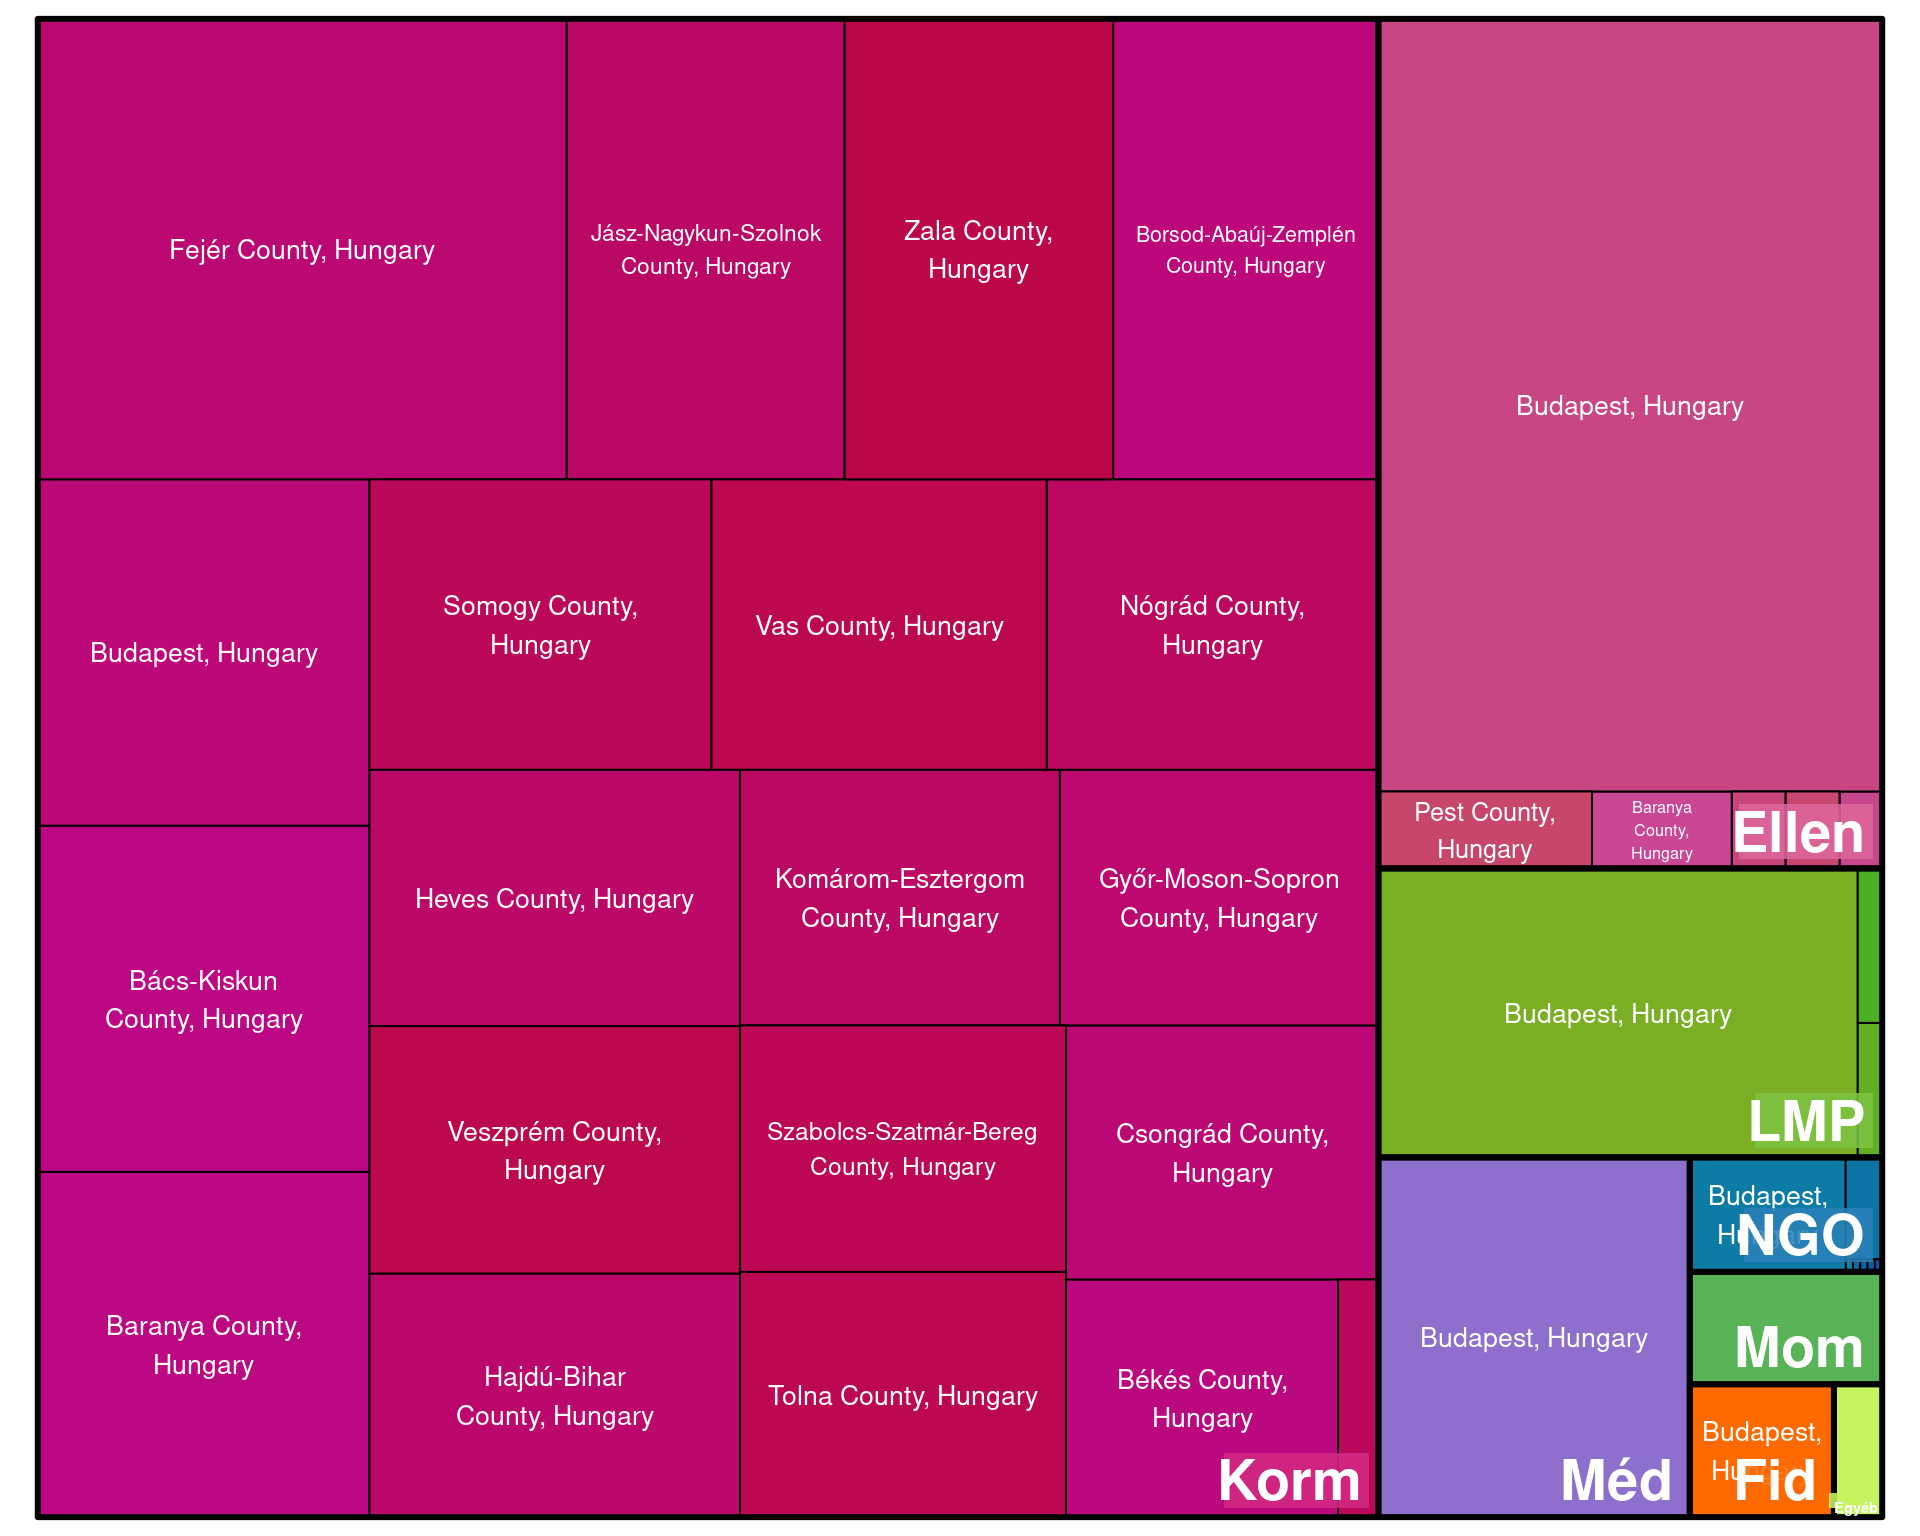 Fejér County, Hungary
Jász-Nagykun-Szolnok
County, Hungary
Zala County,
Hungary
Borsod-Abaúj-Zemplén
County, Hungary
Budapest, Hungary
Somogy County,
Hungary
Vas County, Hungary
Nógrád County,
Hungary
Bács-Kiskun
County, Hungary
Heves County, Hungary
Komárom-Esztergom
County, Hungary
Győr-Moson-Sopron
County, Hungary
Veszprém County,
Hungary
Szabolcs-Szatmár-Bereg
County, Hungary
Csongrád County,
Hungary
Baranya County,
Hungary
Hajdú-Bihar
County, Hungary
Tolna County, Hungary
Békés County,
Hungary
Korm
Budapest, Hungary
Pest County,
Hungary
Baranya
County,
Hungary
Ellen
Budapest, Hungary
LMP
Budapest, Hungary
Méd
Budapest,
NGO
Mom
Budapest,
Fid
Egyéb